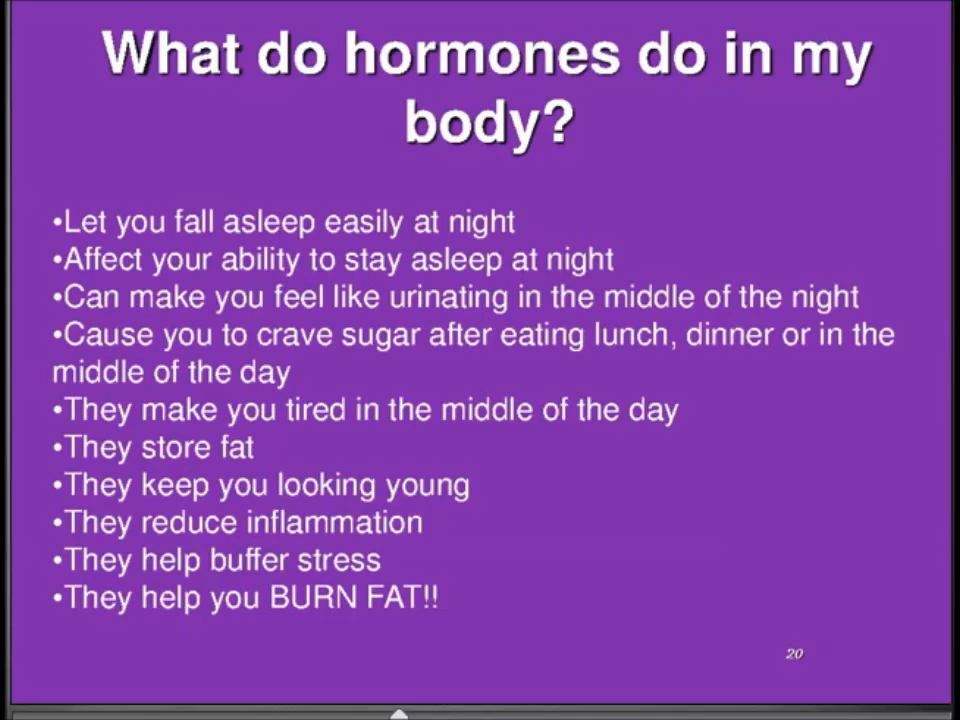 What do hormones do in my
body?
•Let you fall asleep easily at night
•Affect your ability to stay asleep at night
•Can make you feel like urinating in the middle of the night
•Cause you to crave sugar after eating lunch, dinner or in the
middle of the day
•They make you tired in the middle of the day
•They store fat
•They keep you looking young
•They reduce inflammation
•They help buffer stress
•They help you BURN FAT!!
20